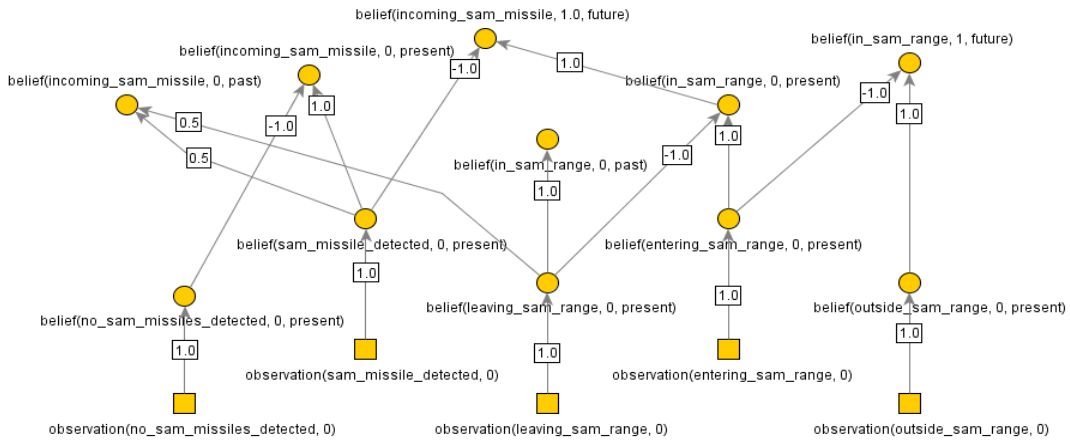 belief(incoming_sam_missile, 1.0, future)
belief(incoming_sam_missile, 0, present)
belief(in_sam_range, 1, future)
belief(incoming_sam_missile, 0, past)
-1.0
1.0
belief(in_sam_range, 0, present)
-1.0
1.0
1.0
0.5
-1.0
1.0
0.5
belief(in_sam_range, 0, past)
-1.0
1.0
1.0
belief(sam_missile_detected, 0, present)
belief(entering_sam_range, 0, present)
1.0
1.0
belief(no_sam_missiles_detected, 0, present)
belief(leaving_sam_range, 0, present)
belief(outside_sam_range, 0, present)
1.0
1.0
1.0
observation(sam_missile_detected, 0)
observation(entering_sam_range, 0)
observation(no_sam_missiles_detected, 0)
observation(leaving_sam_range, 0)
observation(outside_sam_range, 0)